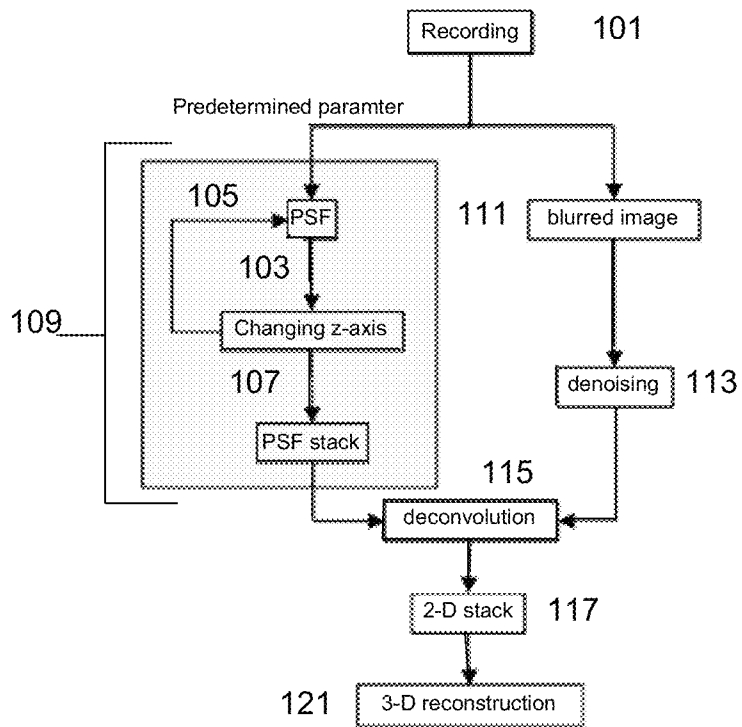 Recording 101
Predetermined paramter
105
PSF
111
blurred image
103
109
Changing z-axis
107
denoising 113
PSF stack
115
deconvolution
2-D stack 117
121 3-D reconstruction